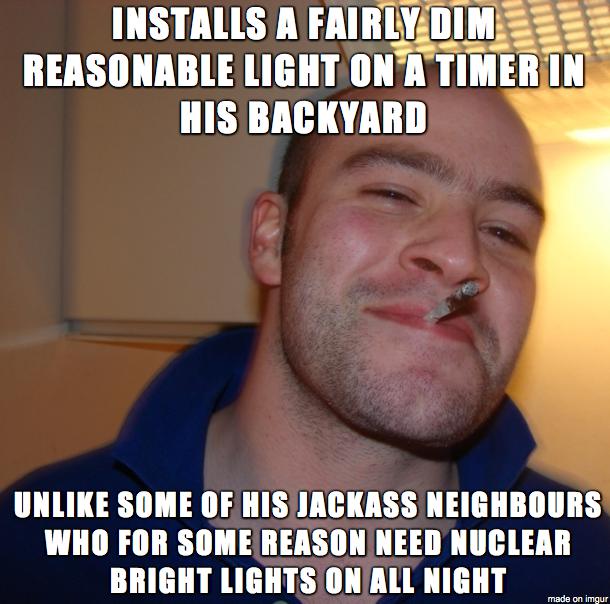 INSTALLS A FAIRLY DIM
REASONABLE LIGHT ON A TIMER IN
HIS BACKYARD
UNLIKE SOME OF HIS JACKASS NEIGHBOURS
WHO FOR SOME REASON NEED NUCLEAR
BRIGHT LIGHTS ON ALL NIGHT
made on imgur